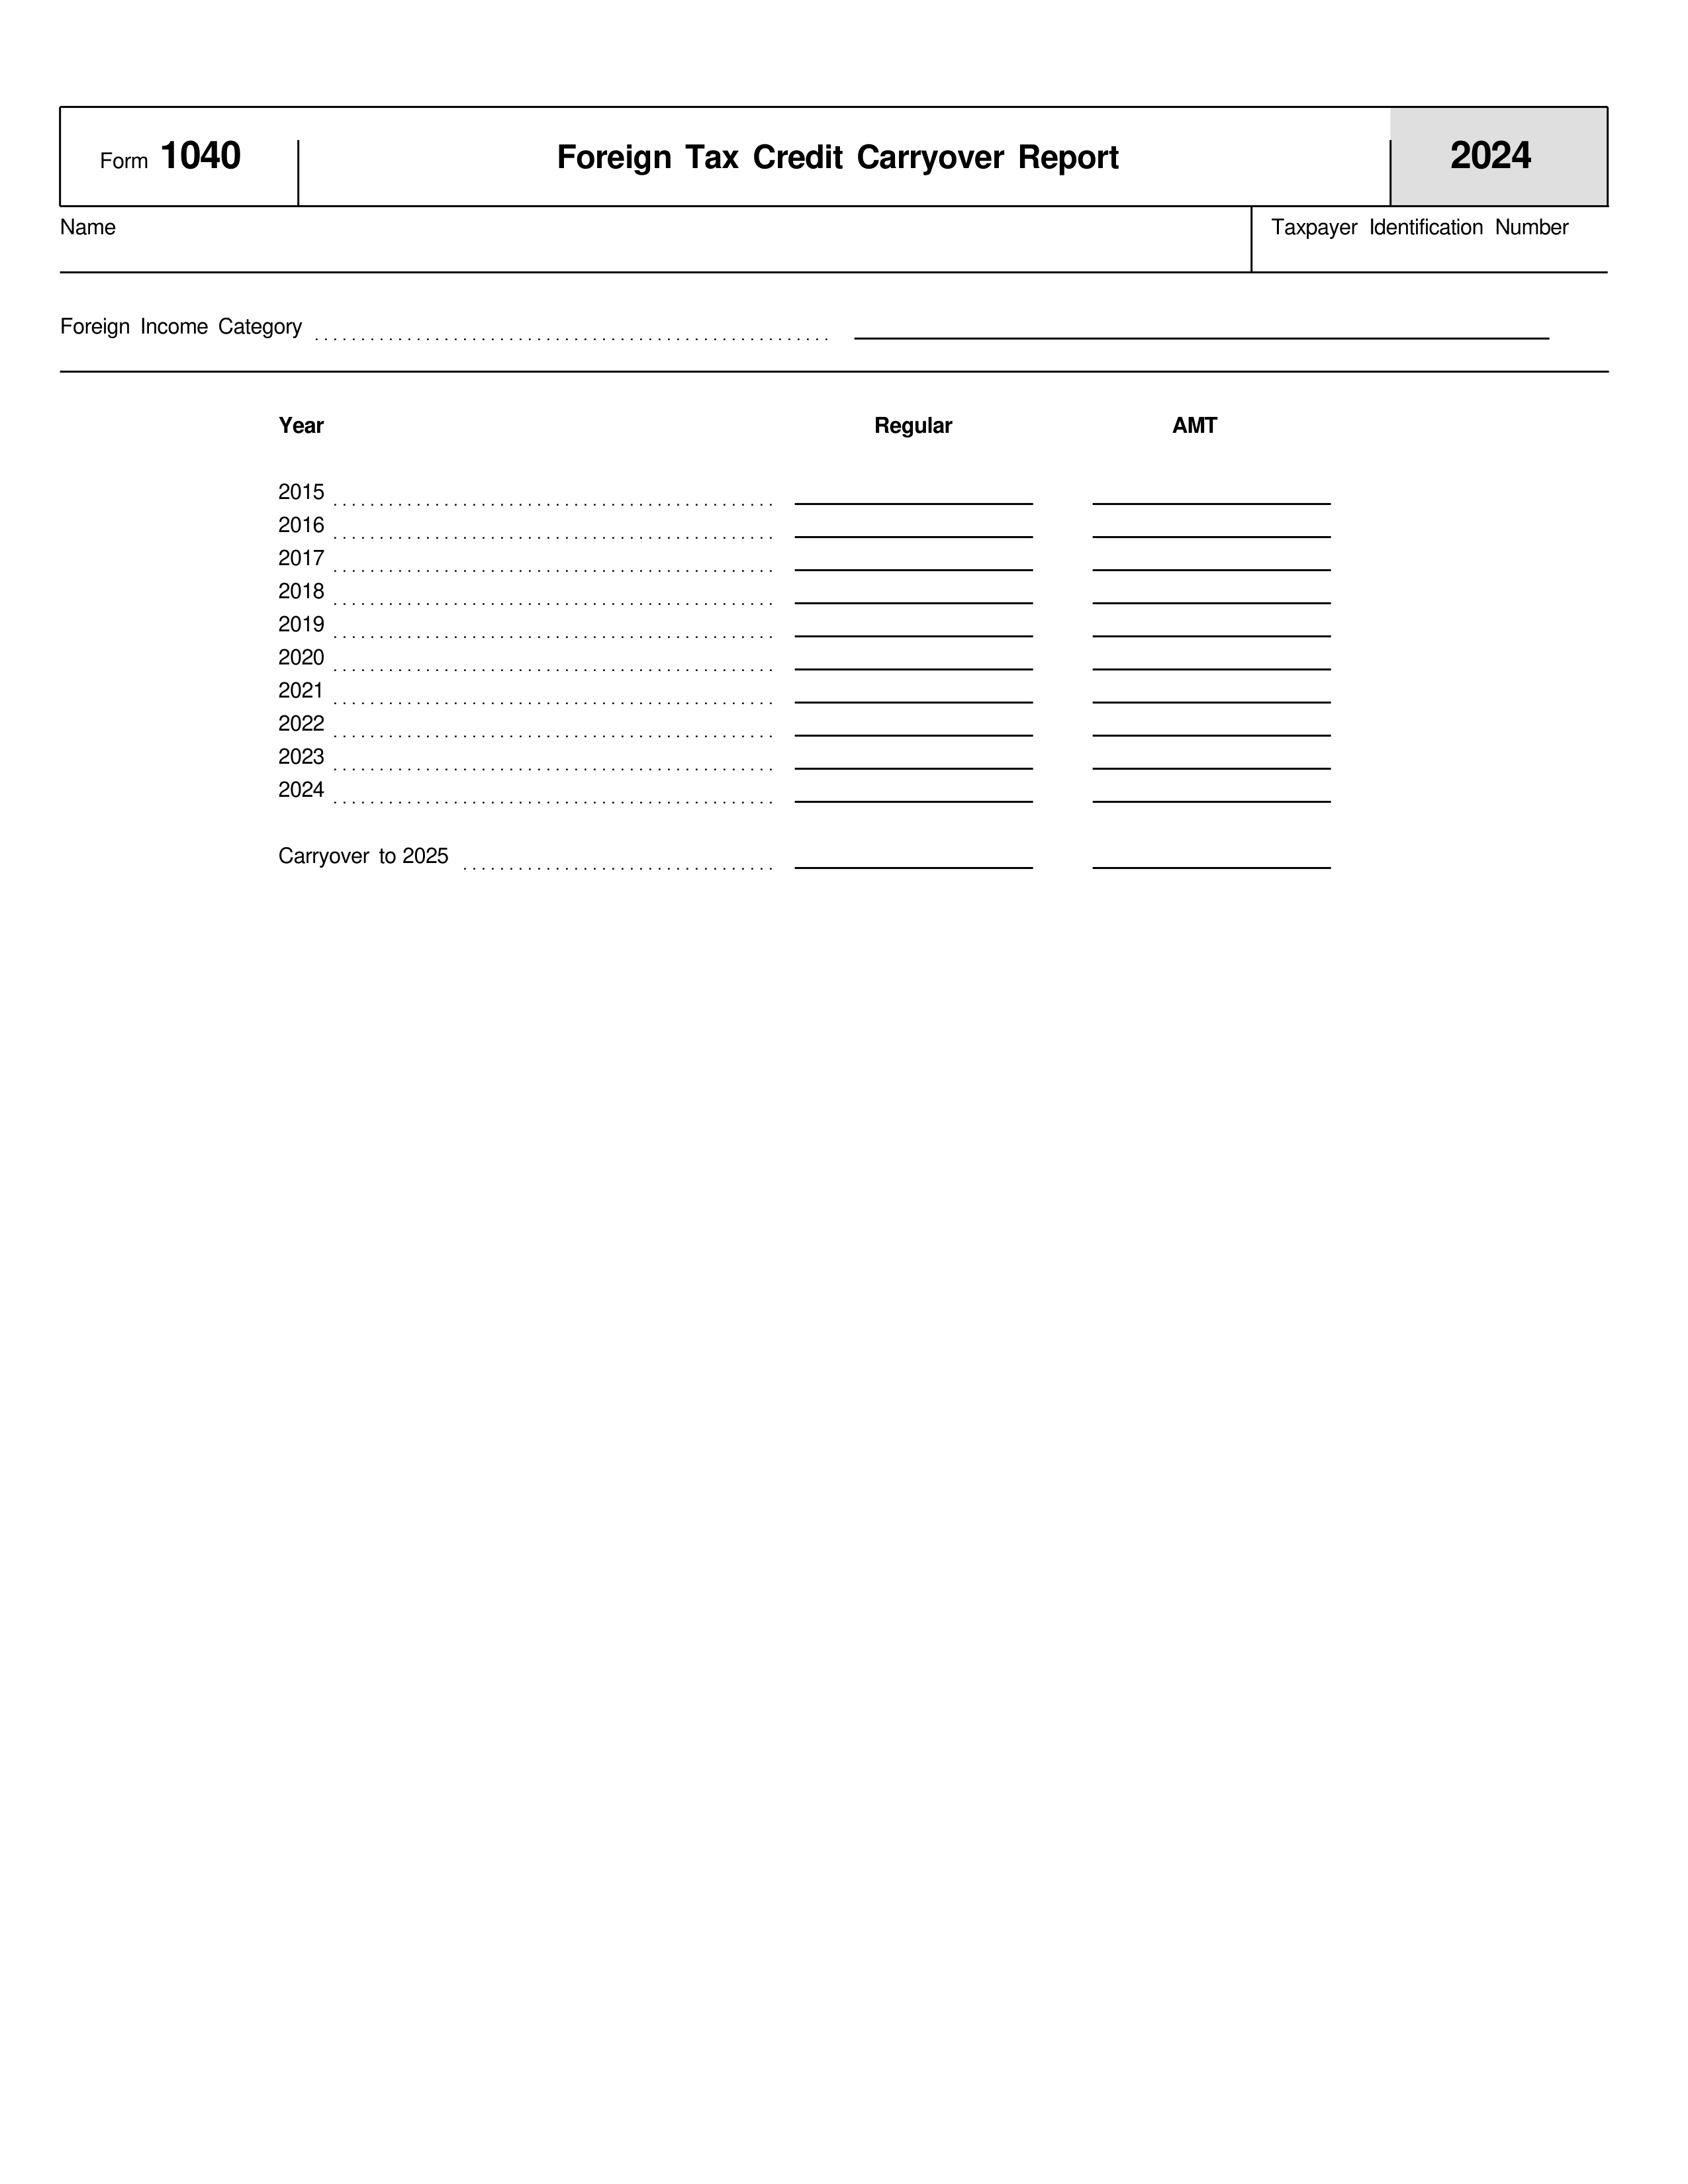 Form 1040 Foreign Tax Credit Carryover Report 2024
Name Taxpayer Identification Number
Foreign Income Category
Year Regular AMT
2015
2016
2017
2018
2019
2020
2021
2022
2023
2024
Carryover to 2025